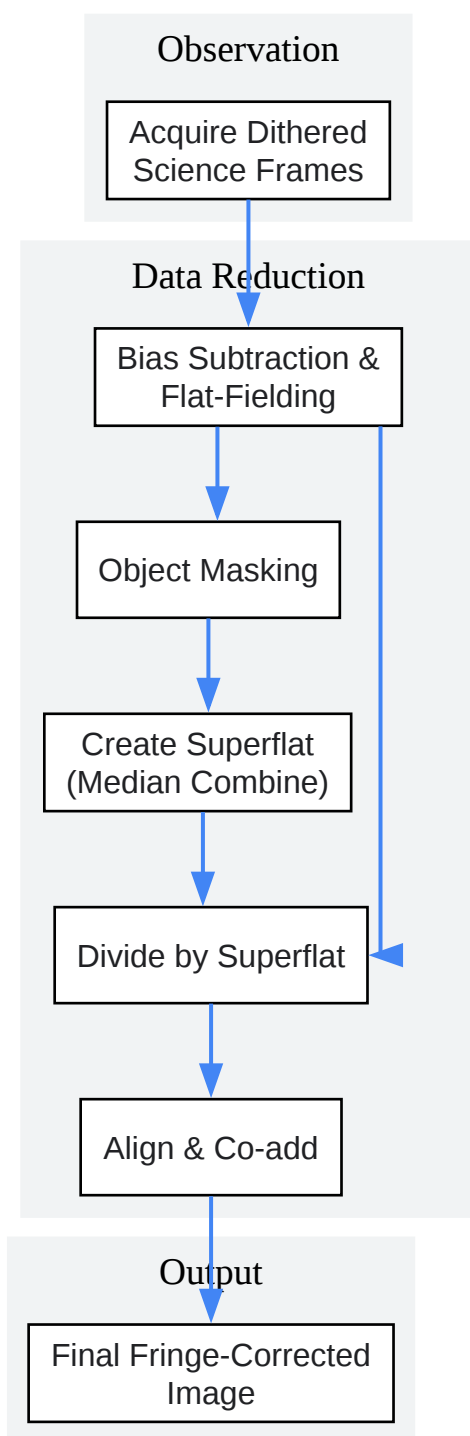 Observation
Acquire Dithered
Science Frames
Data Reduction
Bias Subtraction &
Flat-Fielding
Object Masking
Create Superflat
(Median Combine)
Divide by Superflat
Align & Co-add
Output
Final Fringe-Corrected
Image